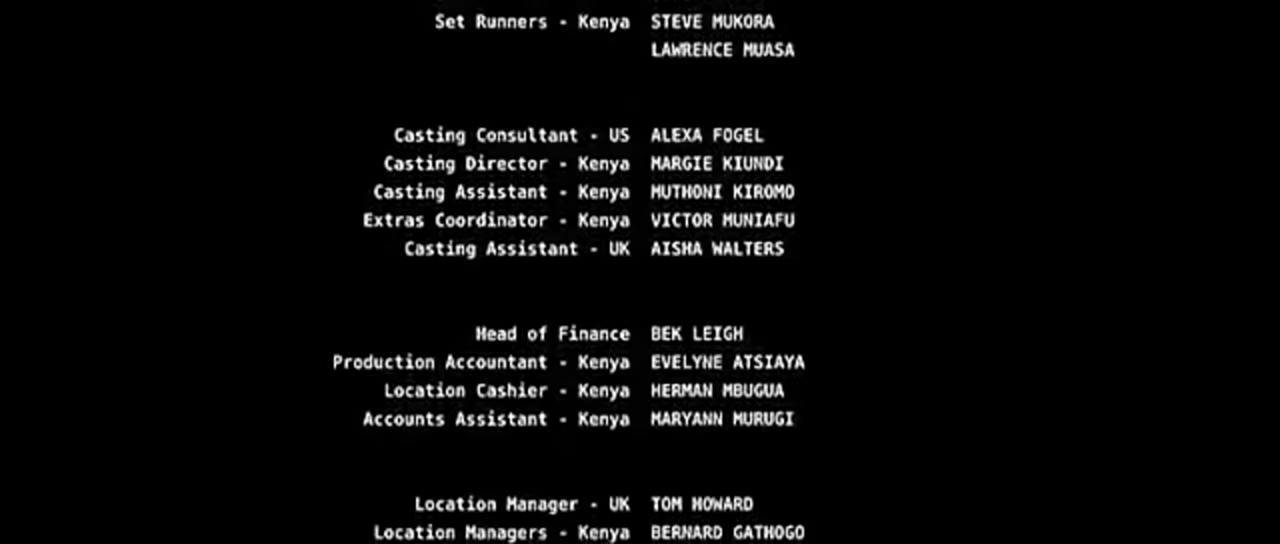 Set Runners - Kenya STEVE MUKORA
LAWRENCE MUASA
Casting Consultant - US ALEXA FOGEL
Casting Director - Kenya MARGIE KIUNDI
Casting Assistant - Kenya MUTHONI KIROMO
Extras Coordinator - Kenya VICTOR MUNIAFU
Casting Assistant - UK AISHA WALTERS
Head of Finance BEK LEIGH
Production Accountant - Kenya EVELYNE ATSIAYA
Location Cashier - Kenya HERMAN MBUGUA
Accounts Assistant - Kenya MARYANN MURUGI
Location Manager - UK TOM HOWARD
Location Managers - Kenya BERNARD GATHOGO